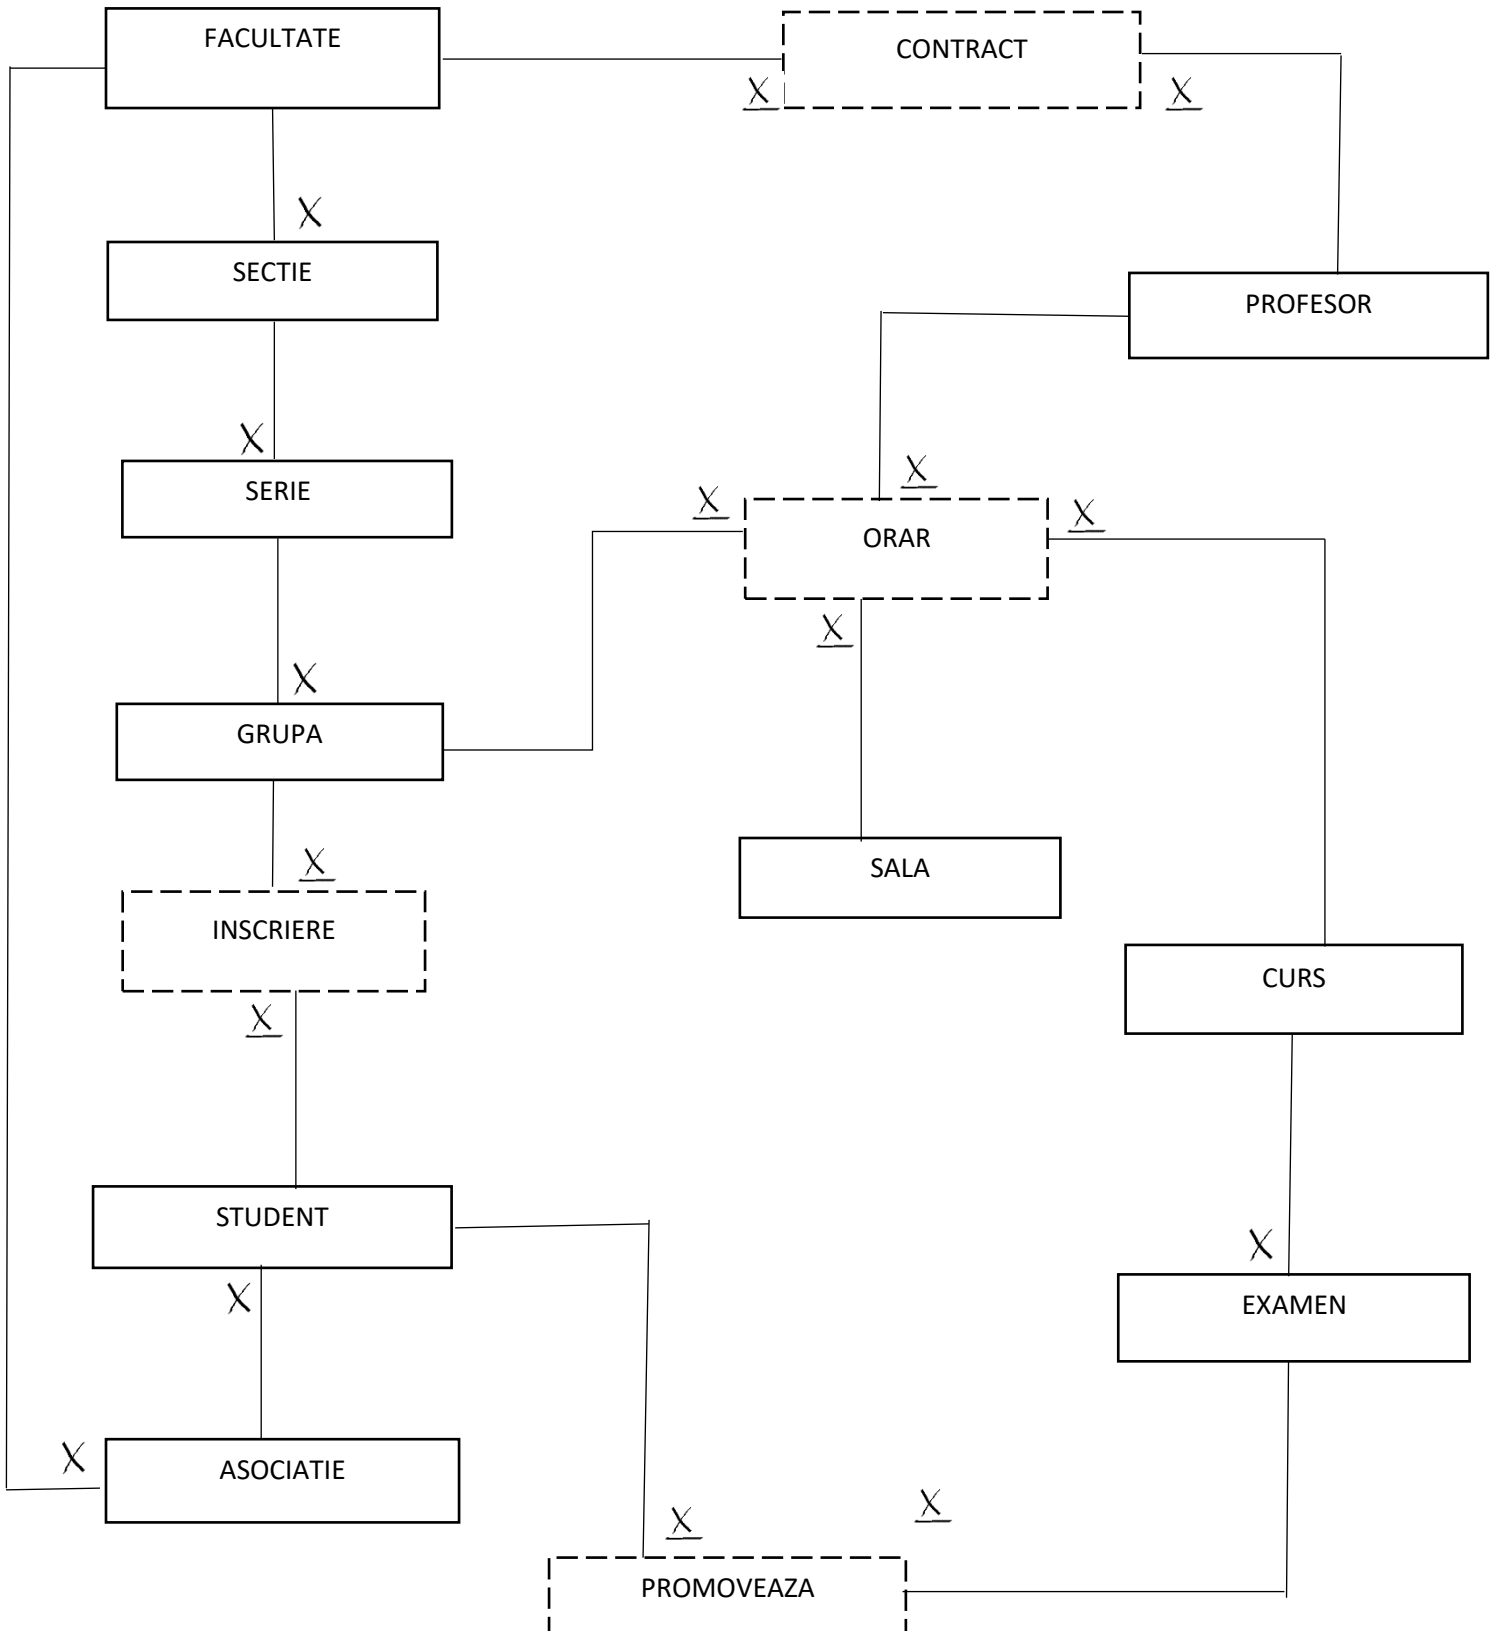 FACULTATE
CONTRACT
X
X
X
SECTIE
PROFESOR
X
SERIE
X
X
X
ORAR
X
X
GRUPA
X
SALA
INSCRIERE
X
CURS
STUDENT
X
X
EXAMEN
X
ASOCIATIE
X
X
PROMOVEAZA